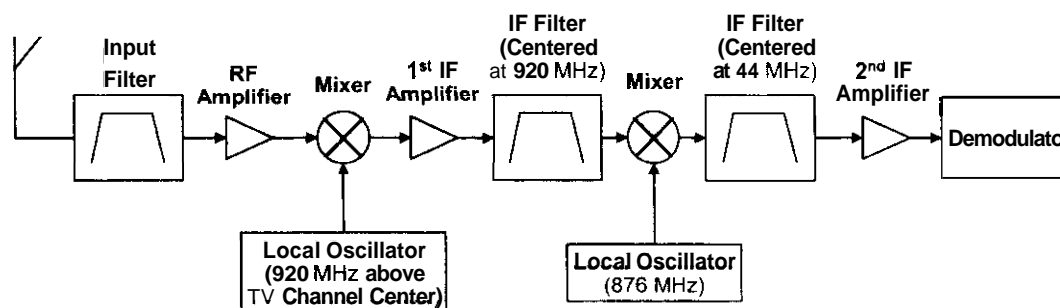 Input
Filter
RF
Amplifier
Mixer
1st IF
Amplifier
IF Filter
(Centered
at 920 MHz)
Mixer
IF Filter
(Centered
at 44 MHz)
2nd IF
Amplifier
Demodulato
Local Oscillator
(920 MHz above
TV Channel Center)
Local Oscillator
(876 MHz)